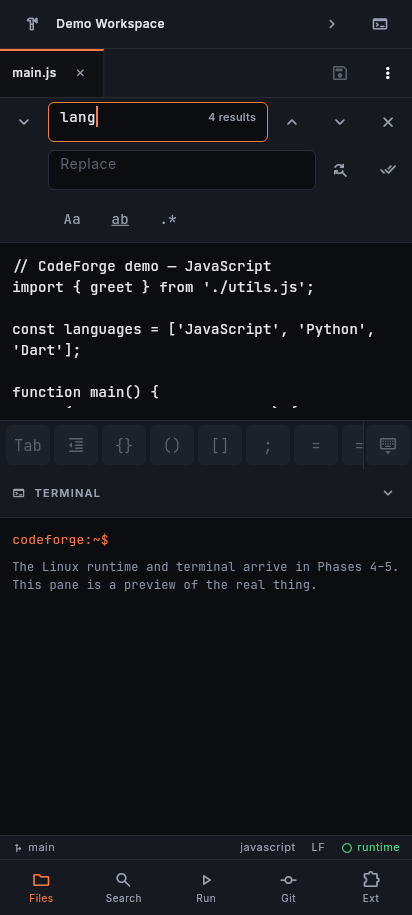 Demo Workspace
main.js
lang
4 results
Replace
Aa
ab
.*
// CodeForge demo — JavaScript
import { greet } from './utils.js';
const languages = ['JavaScript', 'Python',
'Dart'];
function main() {
Tab
{}
()
[]
;
=
=
TERMINAL
codeforge:~$
The Linux runtime and terminal arrive in Phases 4–5.
This pane is a preview of the real thing.
main
javascript
LF
runtime
Files
Search
Run
Git
Ext